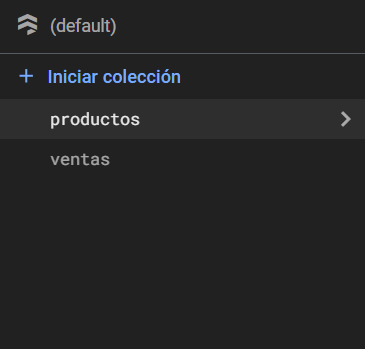 (default)
+ Iniciar colección
productos
ventas